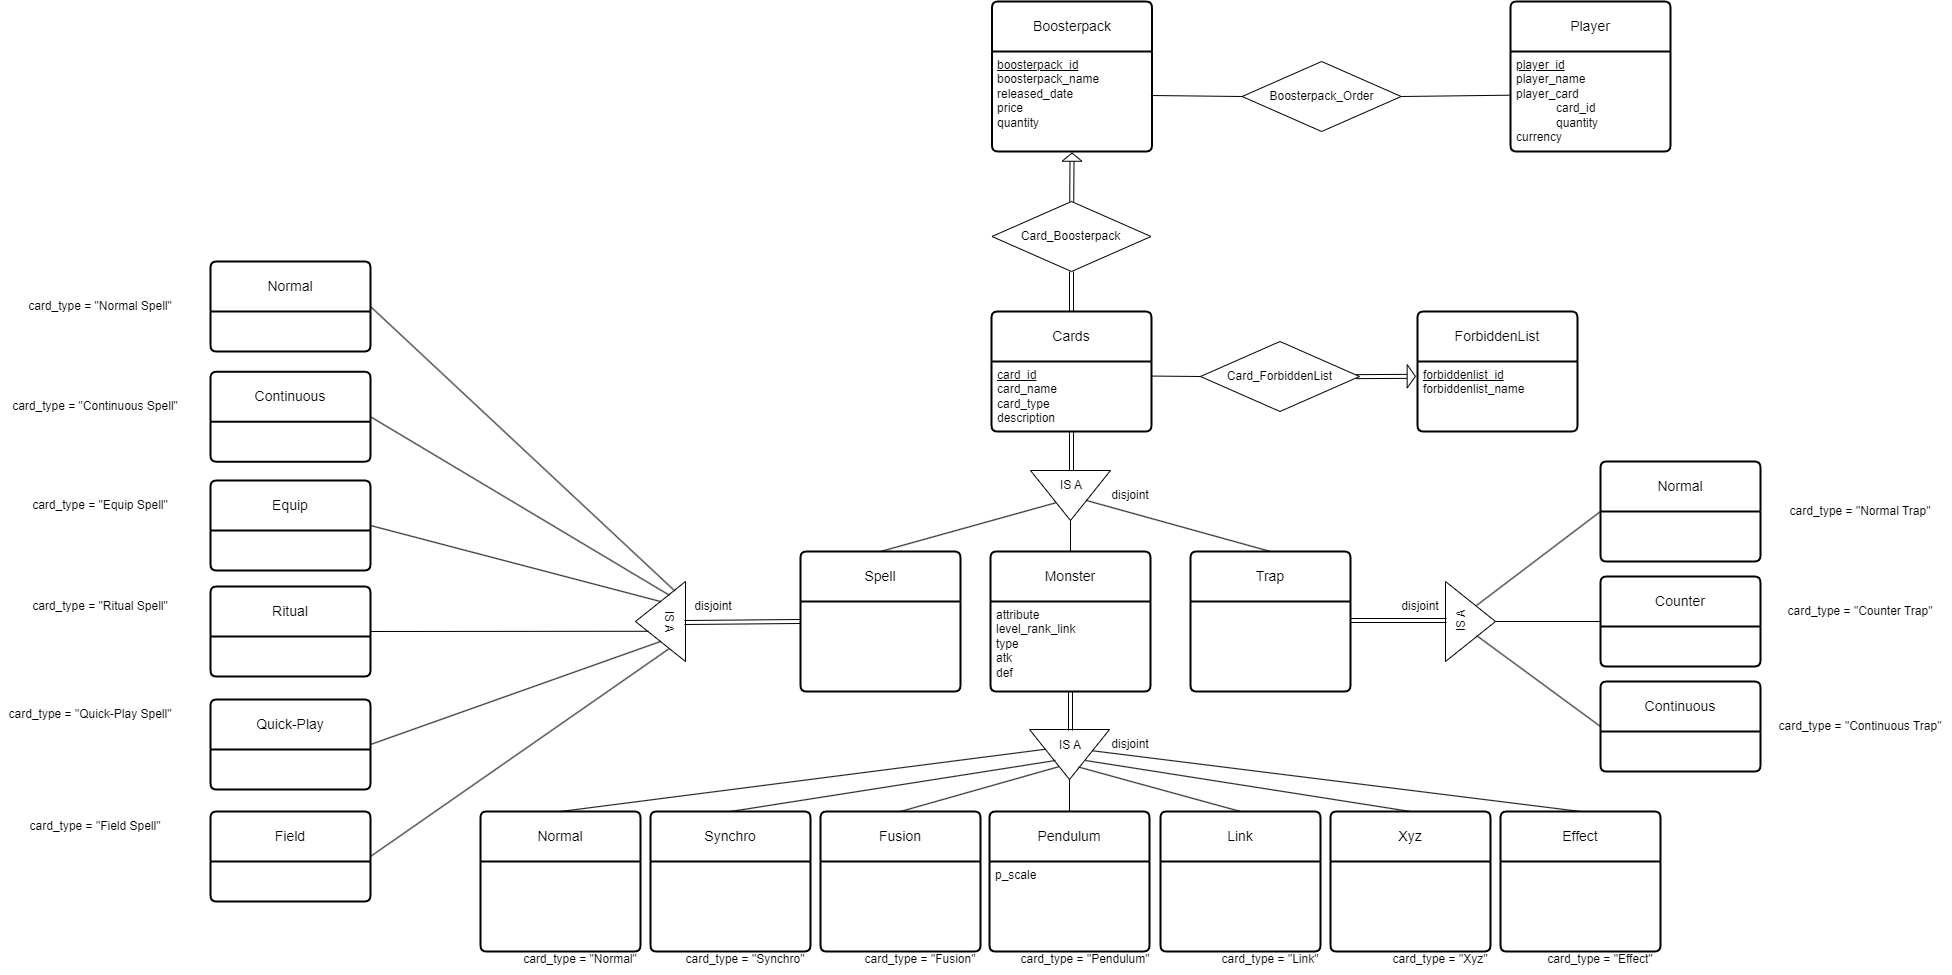 Boosterpack
boosterpack_id
boosterpack_name
released_date
price
quantity
Boosterpack_Order
Player
player_id
player_name
player_card
card_id
quantity
currency
Card_Boosterpack
Cards
card_id
card_name
card_type
description
Card_ForbiddenList
ForbiddenList
forbiddenlist_id
forbiddenlist_name
IS A
disjoint
card_type = "Normal Spell"
Normal
card_type = "Continuous Spell"
Continuous
card_type = "Equip Spell"
Equip
card_type = "Ritual Spell"
Ritual
card_type = "Quick-Play Spell"
Quick-Play
card_type = "Field Spell"
Field
IS A
disjoint
Spell
Monster
attribute
level_rank_link
type
atk
def
Trap
disjoint
IS A
Normal
card_type = "Normal Trap"
Counter
card_type = "Counter Trap"
Continuous
card_type = "Continuous Trap"
IS A
disjoint
Normal
card_type = "Normal"
Synchro
card_type = "Synchro"
Fusion
card_type = "Fusion"
Pendulum
p_scale
card_type = "Pendulum"
Link
card_type = "Link"
Xyz
card_type = "Xyz"
Effect
card_type = "Effect"